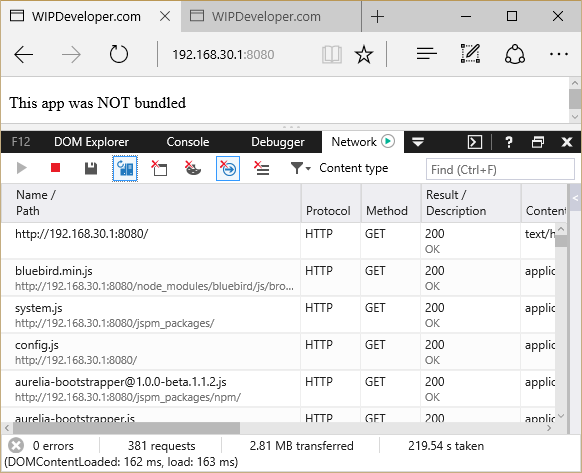 WIPDeveloper.com WIPDeveloper.com
192.168.30.1:8080
This app was NOT bundled
F12 DOM Explorer Console Debugger Network ?
Content type Find (Ctrl+F)
Name / Result /
Path Protocol Method Description Content
<
http://192.168.30.1:8080/ HTTP GET 200 text/h
OK
bluebird.min.js HTTP GET 200 applic
http://192.168.30.1:8080/node_modules/bluebird/js/bro... OK
system.js HTTP GET 200 applic
http://192.168.30.1:8080/jspm_packages/ OK
config.js HTTP GET 200 applic
http://192.168.30.1:8080/ OK
aurelia-bootstrapper@1.0.0-beta.1.1.2.js HTTP GET 200 applic
http://192.168.30.1:8080/jspm_packages/npm/ OK
aurelia-bootstrapper.js HTTP GET 200 applic
0 errors 381 requests 2.81 MB transferred 219.54 s taken
(DOMContentLoaded: 162 ms, load: 163 ms)